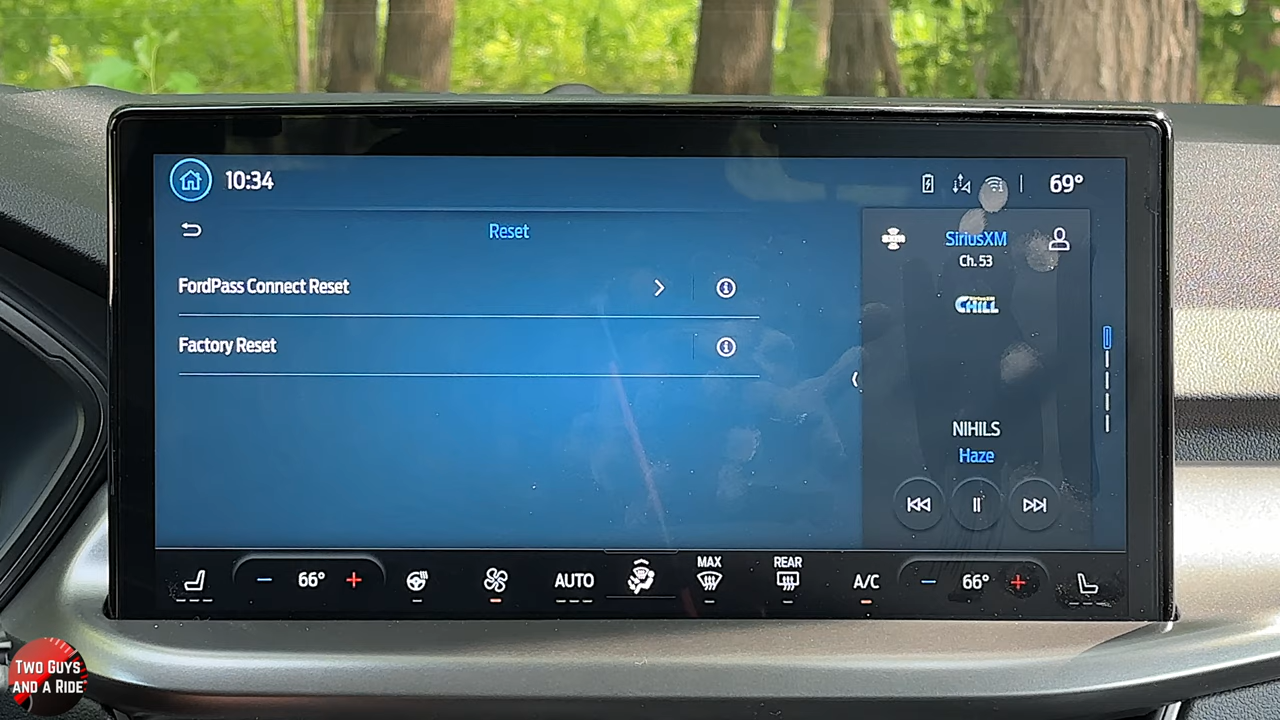 10:34
69°
Reset
FordPass Connect Reset
Factory Reset
SiriusXM
Ch. 53
CHILL
NIHILS
Haze
66°
AUTO
MAX
REAR
A/C
66°
TWO GUYS
AND A RIDE